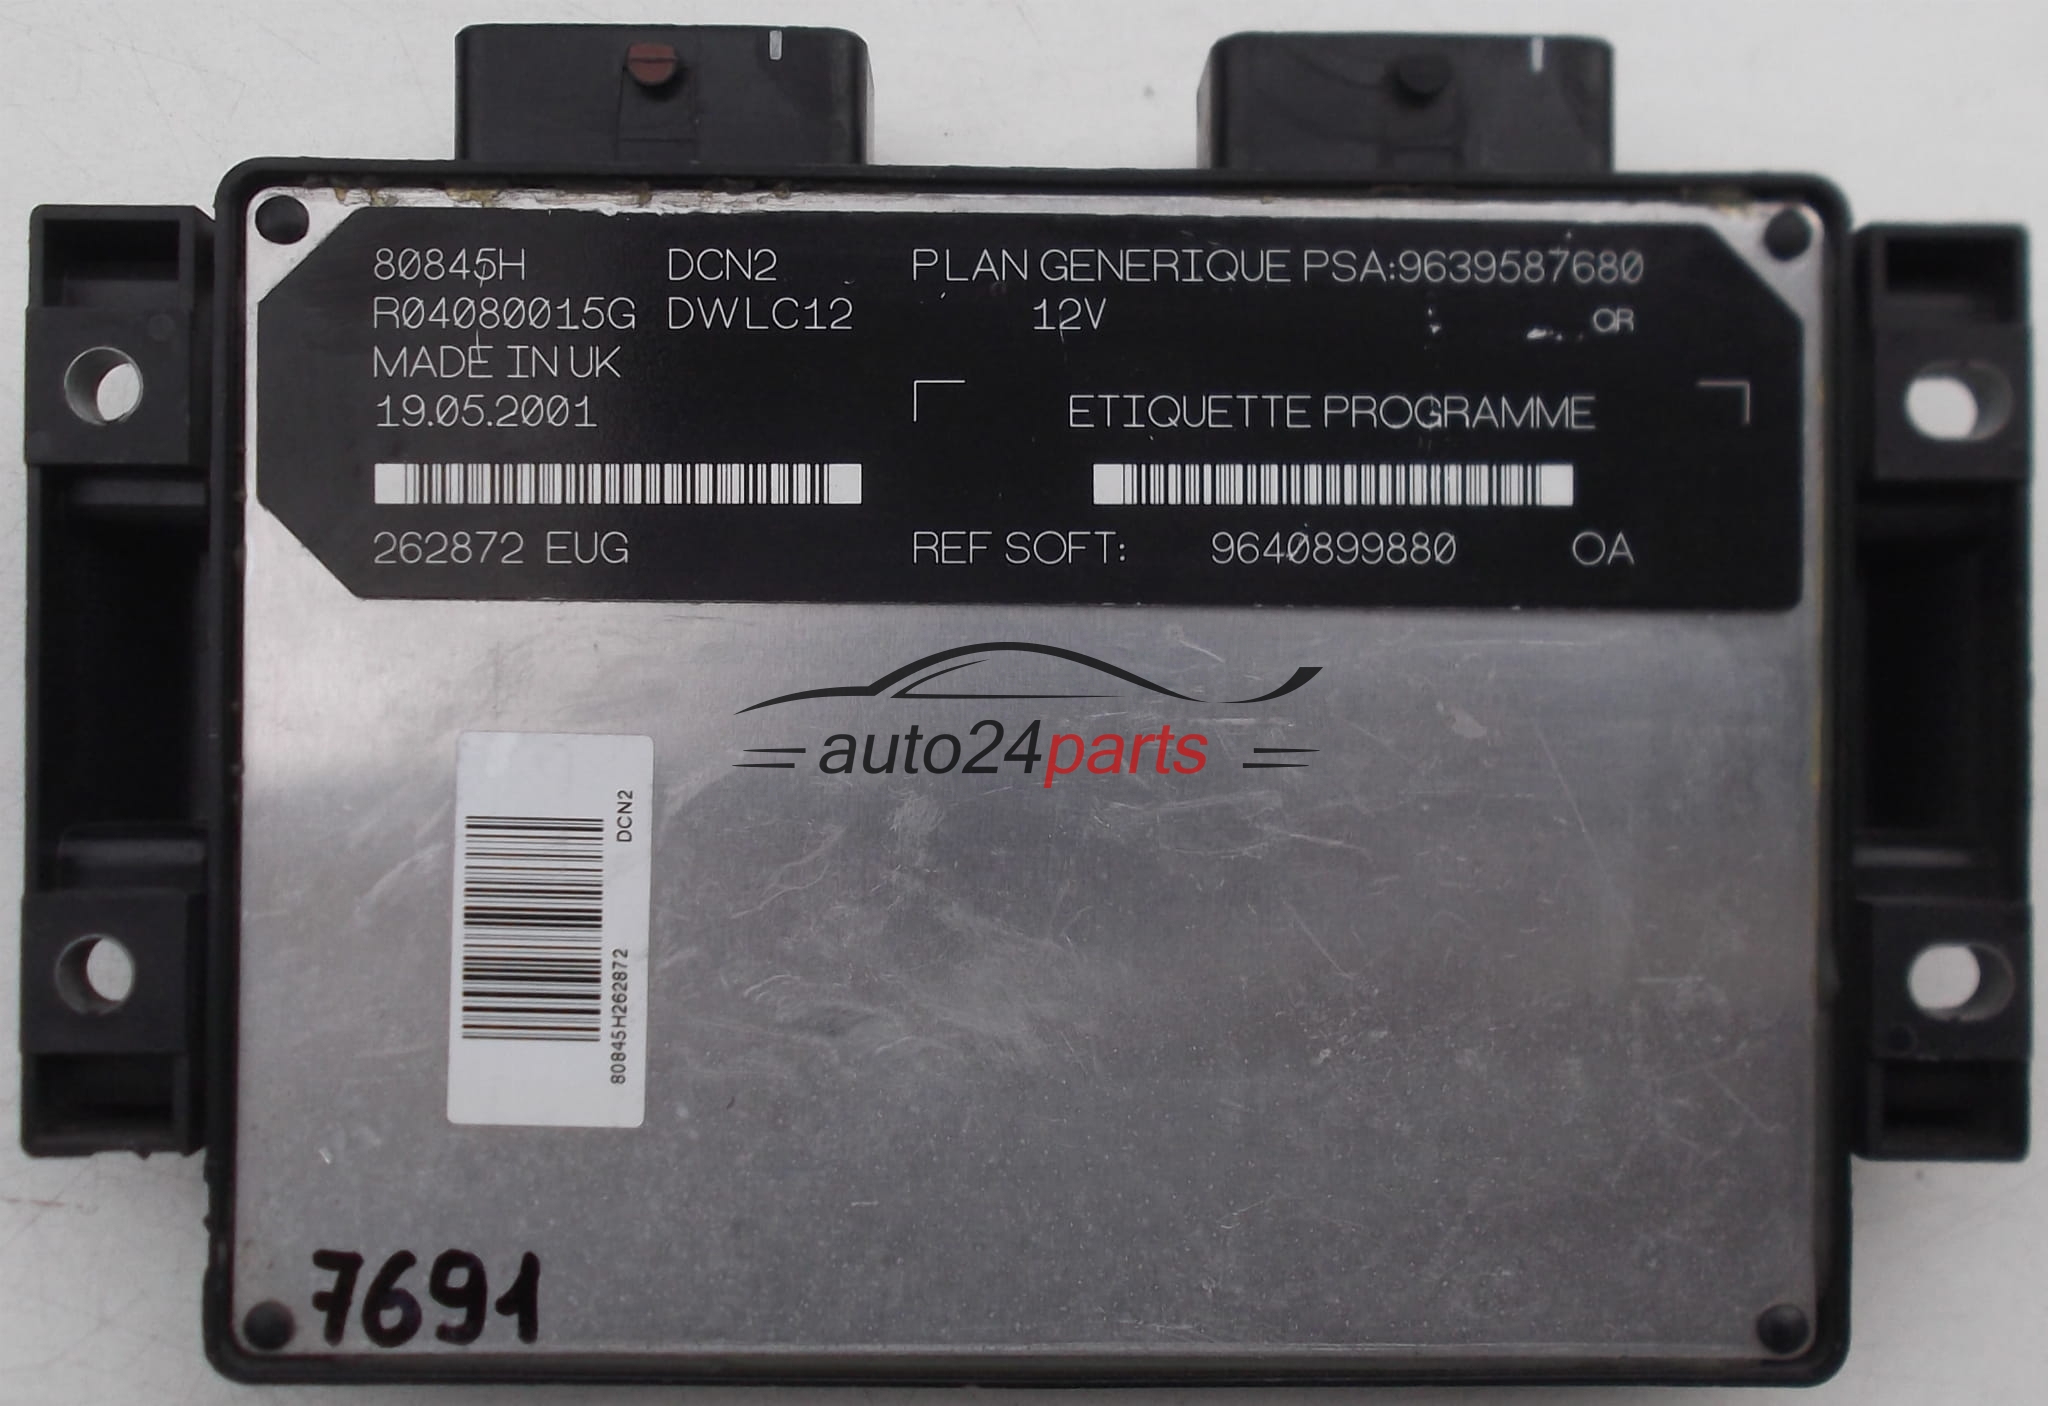 80845H DCN2 PLAN GENERIQUE PSA:9639587680
R04080015G DWLC12 12V OR
MADE IN UK
19.05.2001 ETIQUETTE PROGRAMME
262872 EUG REF SOFT: 9640899880 OA
auto24parts
DCN2
80845H262872
7691